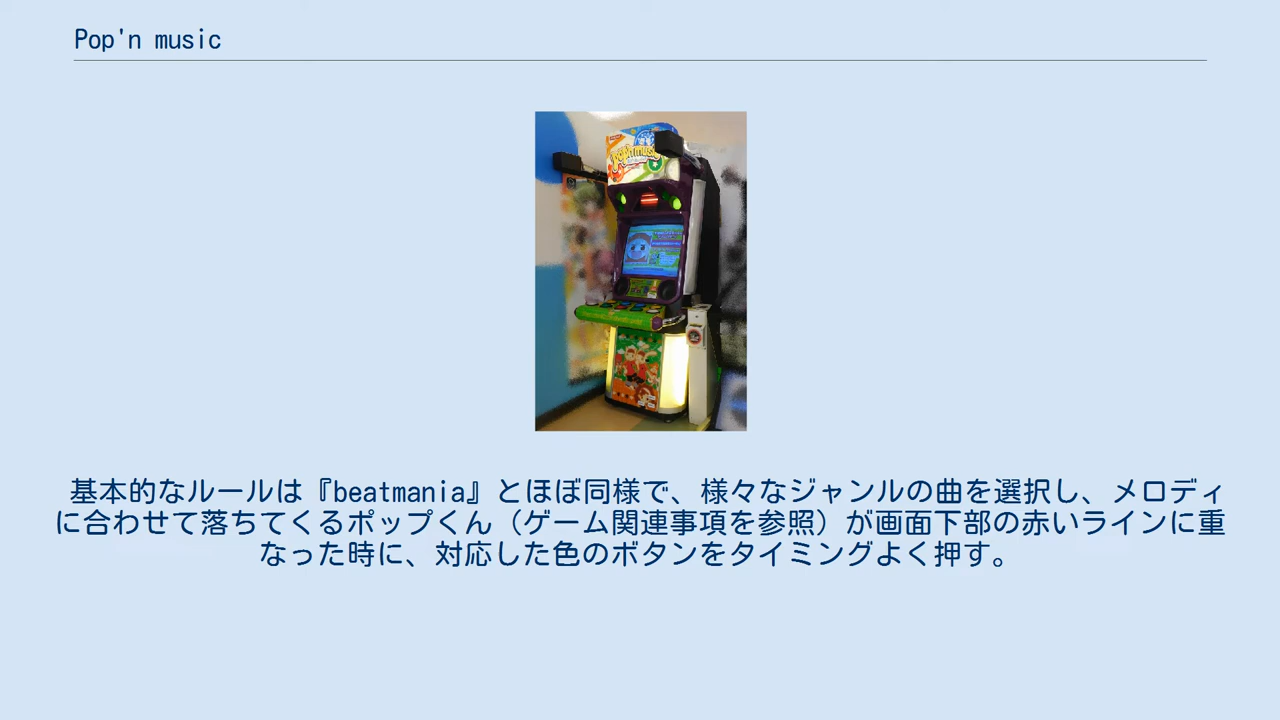 Pop'n music
pop'n music
基本的なルールは『beatmania』とほぼ同様で、様々なジャンルの曲を選択し、メロディ
に合わせて落ちてくるポップくん（ゲーム関連事項を参照）が画面下部の赤いラインに重
なった時に、対応した色のボタンをタイミングよく押す。